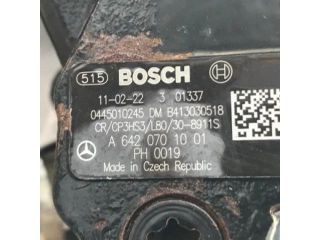 515 BOSCH
11-02-22 3 01337
0445010245 DM B413030518
CR/CP3HS3/L80/30-8911S
A 642 070 10 01
PH 0019
Made in Czech Republic